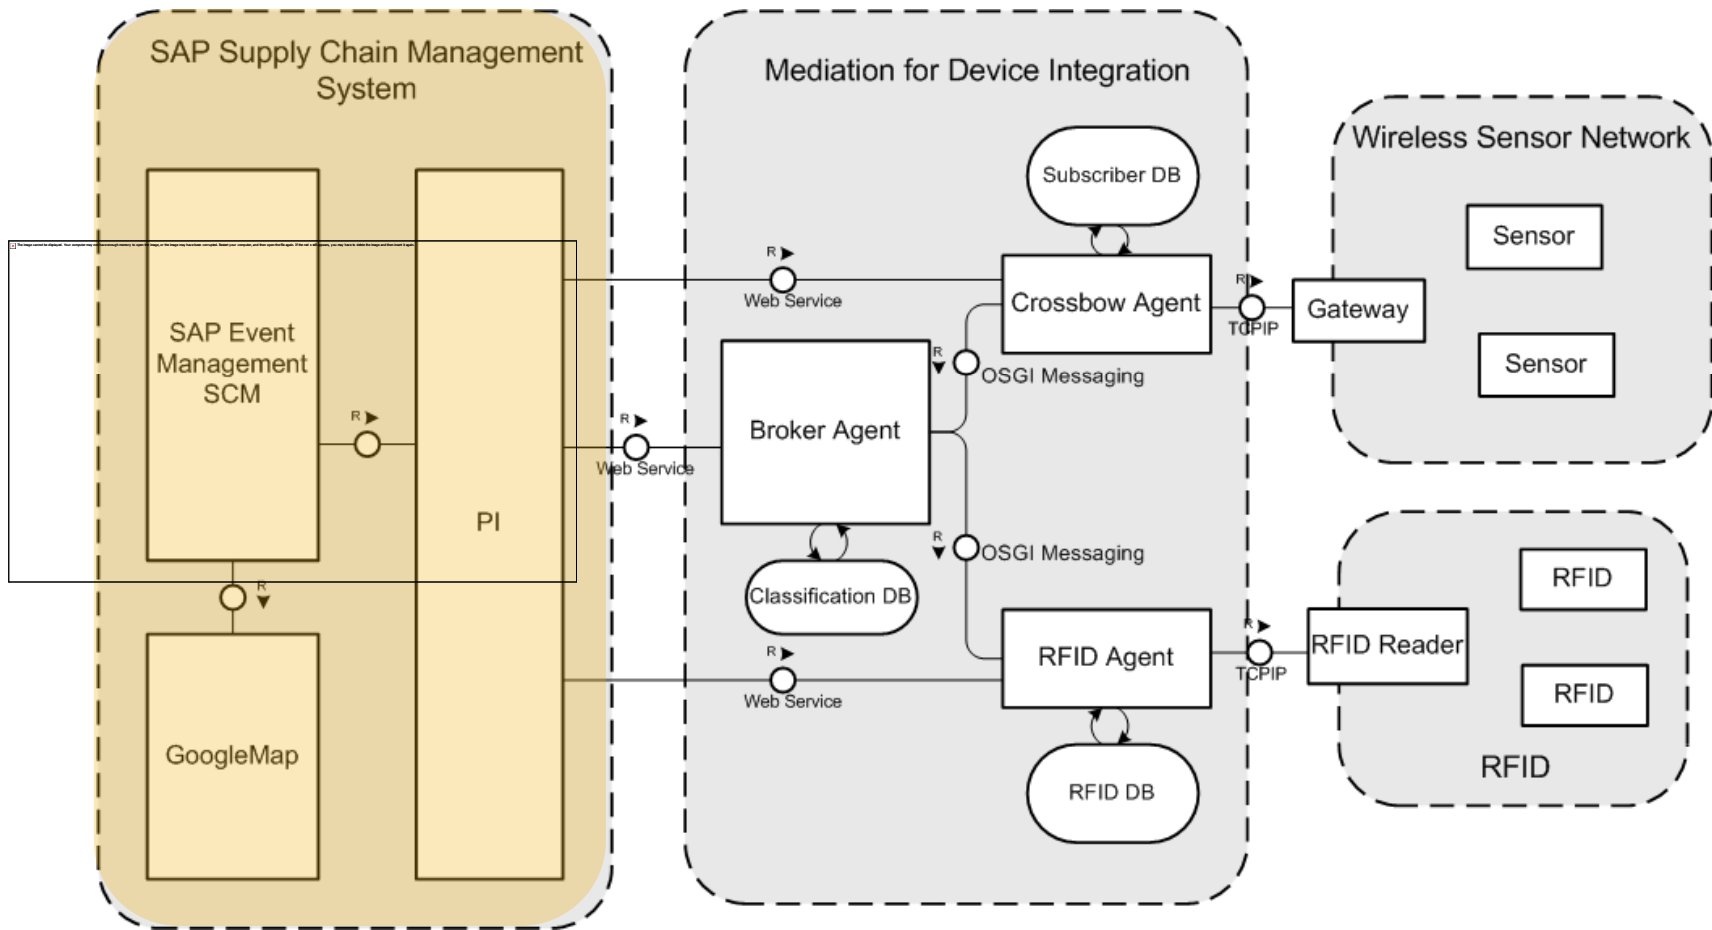 SAP Supply Chain Management
System
SAP Event
Management
SCM
R
R
GoogleMap
PI
R
Web Service
R
Web Service
R
Web Service
Mediation for Device Integration
Subscriber DB
Crossbow Agent
R
OSGI Messaging
Broker Agent
Classification DB
R
OSGI Messaging
RFID Agent
RFID DB
R
TCPIP
R
TCPIP
Wireless Sensor Network
Sensor
Gateway
Sensor
RFID
RFID Reader
RFID
RFID